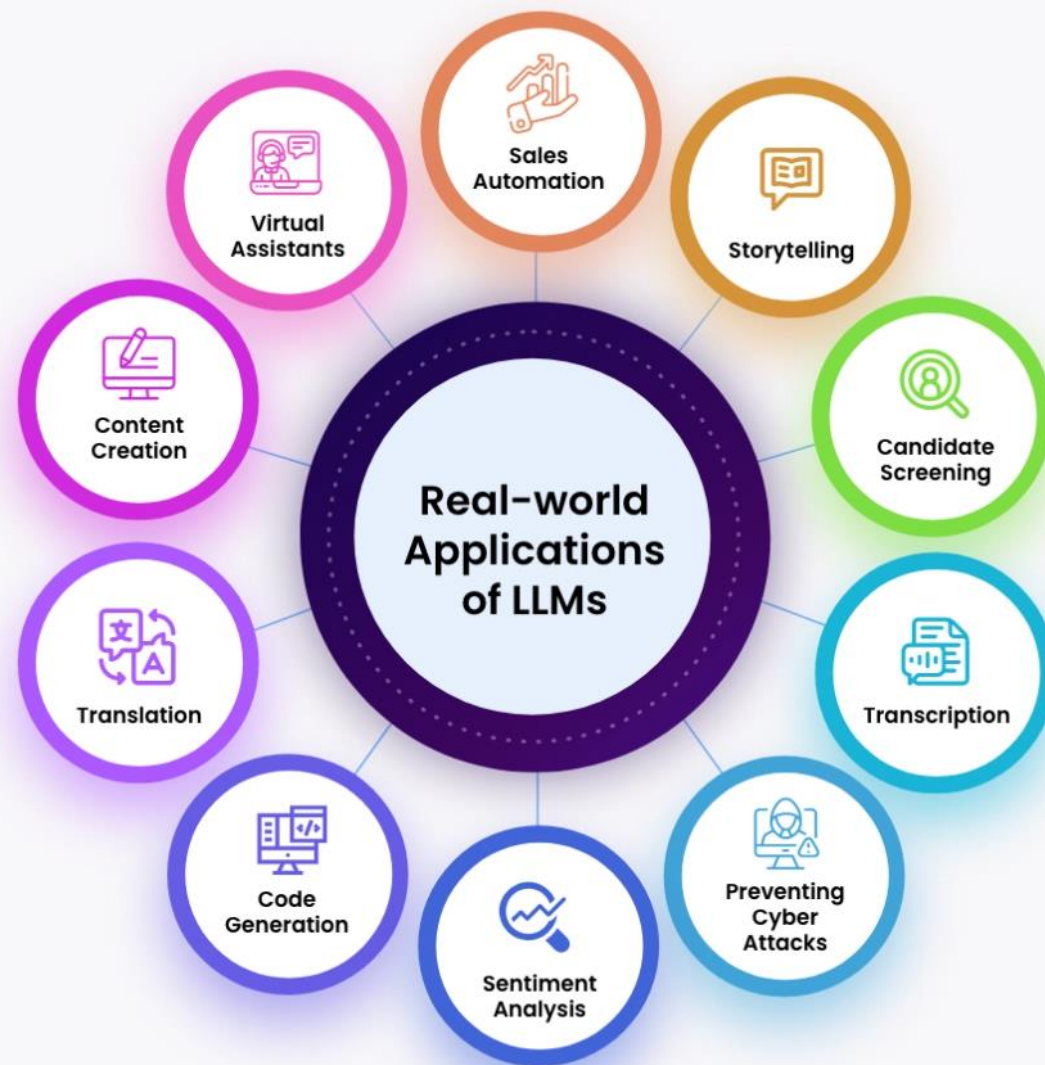 Real-world
Applications
of LLMs
Sales
Automation
Storytelling
Candidate
Screening
Transcription
Preventing
Cyber
Attacks
Sentiment
Analysis
Code
Generation
</>
Translation
文
A
Content
Creation
Virtual
Assistants